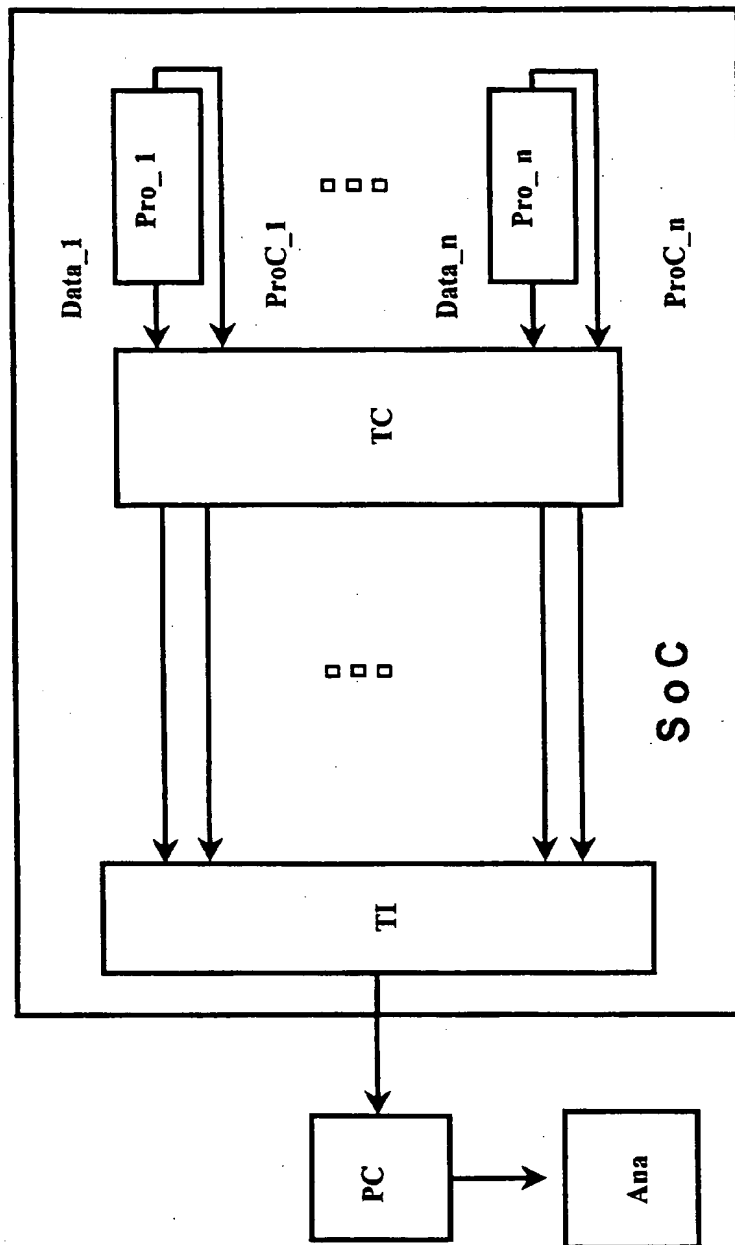 Data_1
Pro_1
ProC_1
Data_n
Pro_n
ProC_n
TC
SoC
TI
PC
Ana